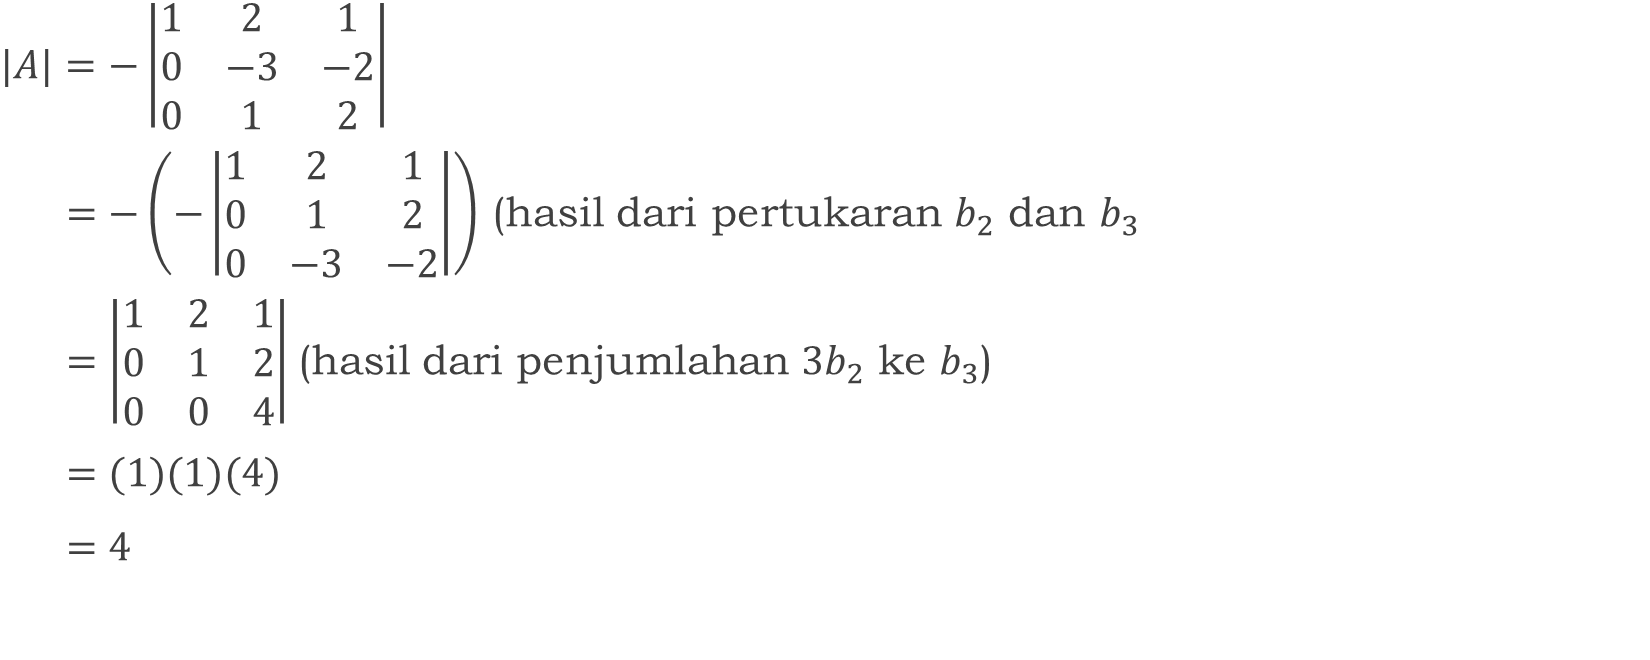 |A| = − |1 2 1|
|0 −3 −2|
|0 1 2|
= − (− |1 2 1|
|0 1 2|
|0 −3 −2|) (hasil dari pertukaran b₂ dan b₃
= |1 2 1|
|0 1 2|
|0 0 4| (hasil dari penjumlahan 3b₂ ke b₃)
= (1)(1)(4)
= 4